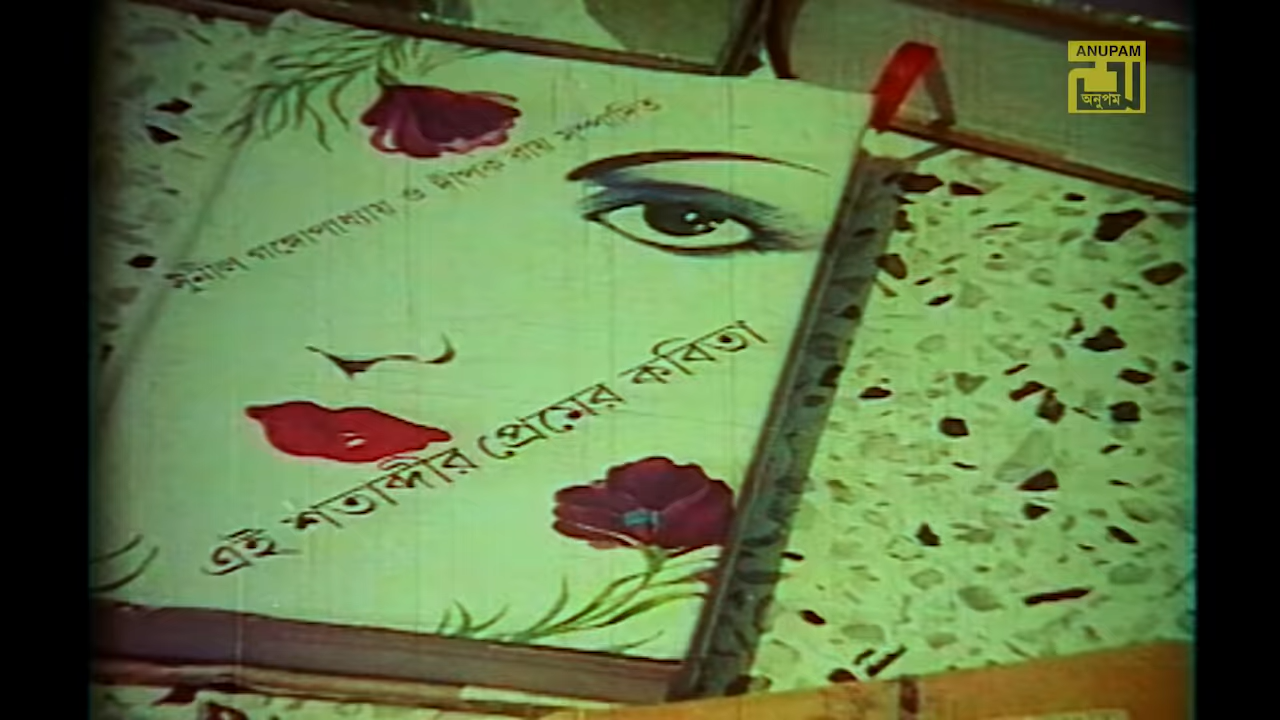 ANUPAM
অনুপম
সুনীল গঙ্গোপাধ্যায় ও দীপক রায় সম্পাদিত
এই শতাব্দীর প্রেমের কবিতা